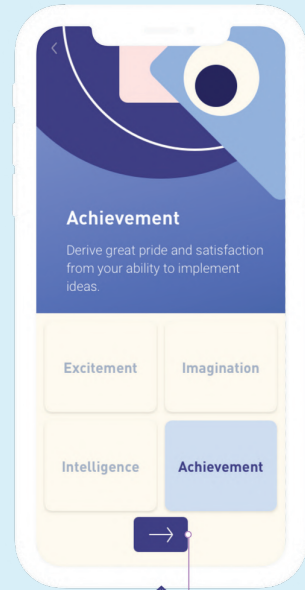 Achievement
Derive great pride and satisfaction
from your ability to implement
ideas.
Excitement
Imagination
Intelligence
Achievement